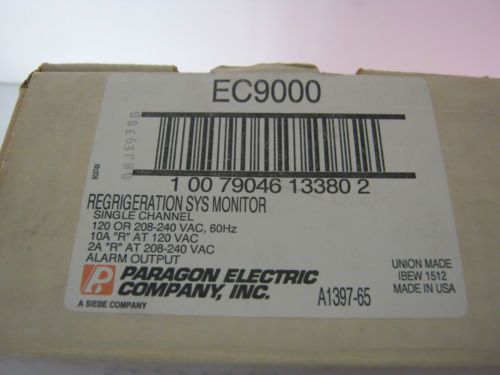 EC9000
08JE9380
903749
1 00 79046 13380 2
REGRIGERATION SYS MONITOR
SINGLE CHANNEL
120 OR 208-240 VAC, 60Hz
10A "R" AT 120 VAC
2A "R" AT 208-240 VAC
ALARM OUTPUT
PARAGON ELECTRIC
COMPANY, INC.
A SIEBE COMPANY
A1397-65
UNION MADE
IBEW 1512
MADE IN USA